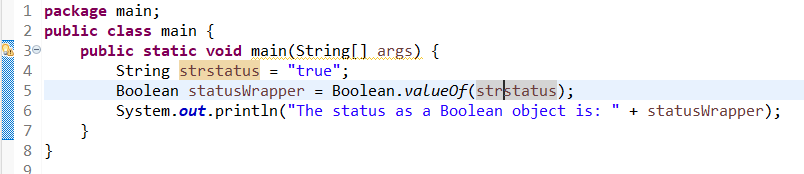 1 package main;
2 public class main {
3 public static void main(String[] args) {
4 String strstatus = "true";
5 Boolean statusWrapper = Boolean.valueOf(strstatus);
6 System.out.println("The status as a Boolean object is: " + statusWrapper);
7 }
8 }
9